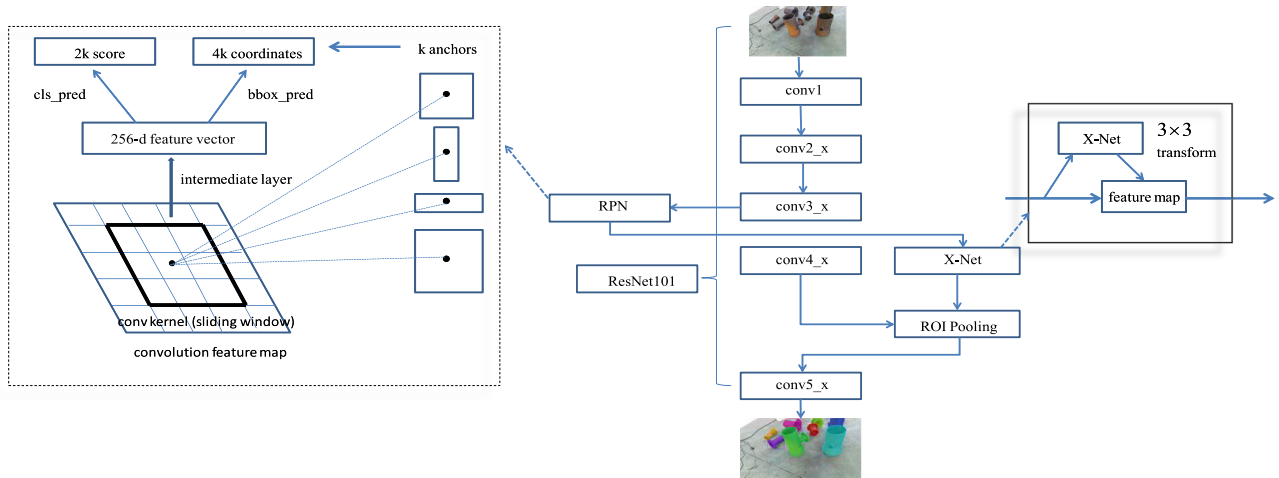 2k score
4k coordinates
k anchors
cls_pred
bbox_pred
256-d feature vector
intermediate layer
conv kernel (sliding window)
convolution feature map
conv1
conv2_x
conv3_x
RPN
conv4_x
X-Net
ResNet101
ROI Pooling
conv5_x
X-Net
3×3
transform
feature map